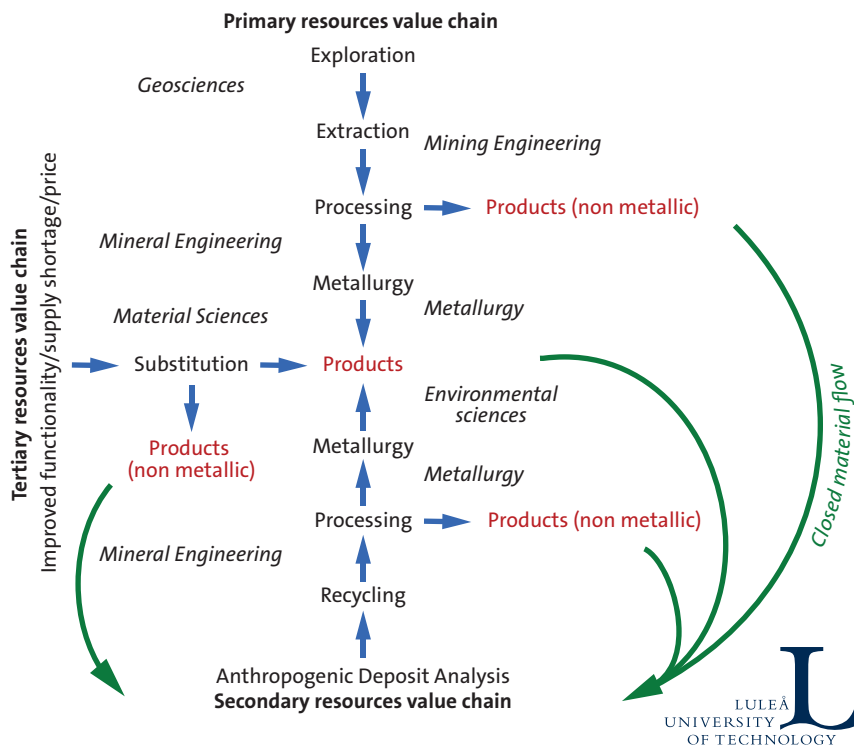 Primary resources value chain
Exploration
Geosciences
Extraction
Mining Engineering
Processing
Products (non metallic)
Mineral Engineering
Metallurgy
Metallurgy
Material Sciences
Tertiary resources value chain
Improved functionality/supply shortage/price
Substitution
Products
Environmental
sciences
Products
(non metallic)
Metallurgy
Metallurgy
Processing
Products (non metallic)
Mineral Engineering
Recycling
Closed material flow
Anthropogenic Deposit Analysis
Secondary resources value chain
L
LULEÅ
UNIVERSITY
OF TECHNOLOGY